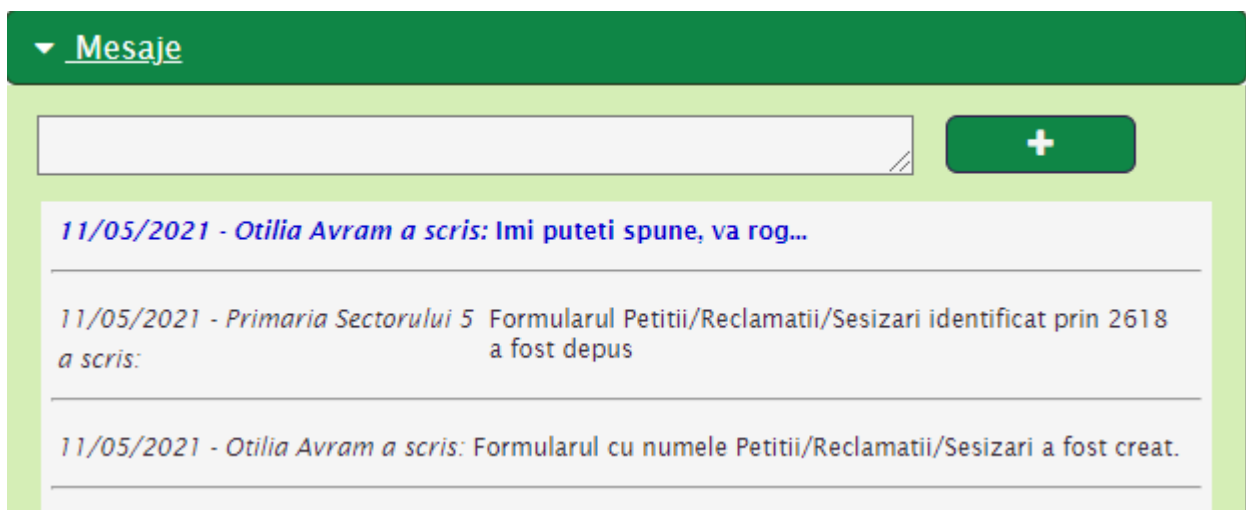 Mesaje
11/05/2021 - Otilia Avram a scris: Imi puteti spune, va rog...
11/05/2021 - Primaria Sectorului 5
a scris:
Formularul Petitii/Reclamatii/Sesizari identificat prin 2618
a fost depus
11/05/2021 - Otilia Avram a scris: Formularul cu numele Petitii/Reclamatii/Sesizari a fost creat.